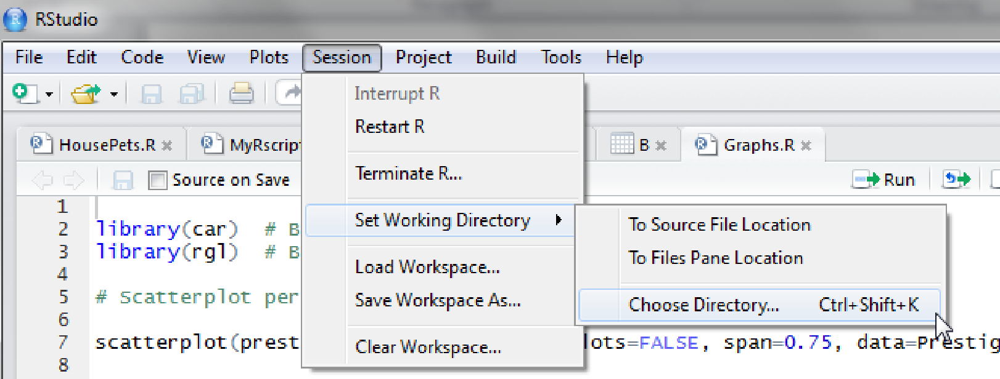 RStudio
File Edit Code View Plots Session Project Build Tools Help
Interrupt R
Restart R
Terminate R...
Set Working Directory
Load Workspace...
Save Workspace As...
Clear Workspace...
To Source File Location
To Files Pane Location
Choose Directory... Ctrl+Shift+K
HousePets.R MyRscript B Graphs.R
Source on Save Run
1
2 library(car) # B
3 library(rgl) # B
4
5 # Scatterplot per
6
7 scatterplot(prest lots=FALSE, span=0.75, data=Prestig
8